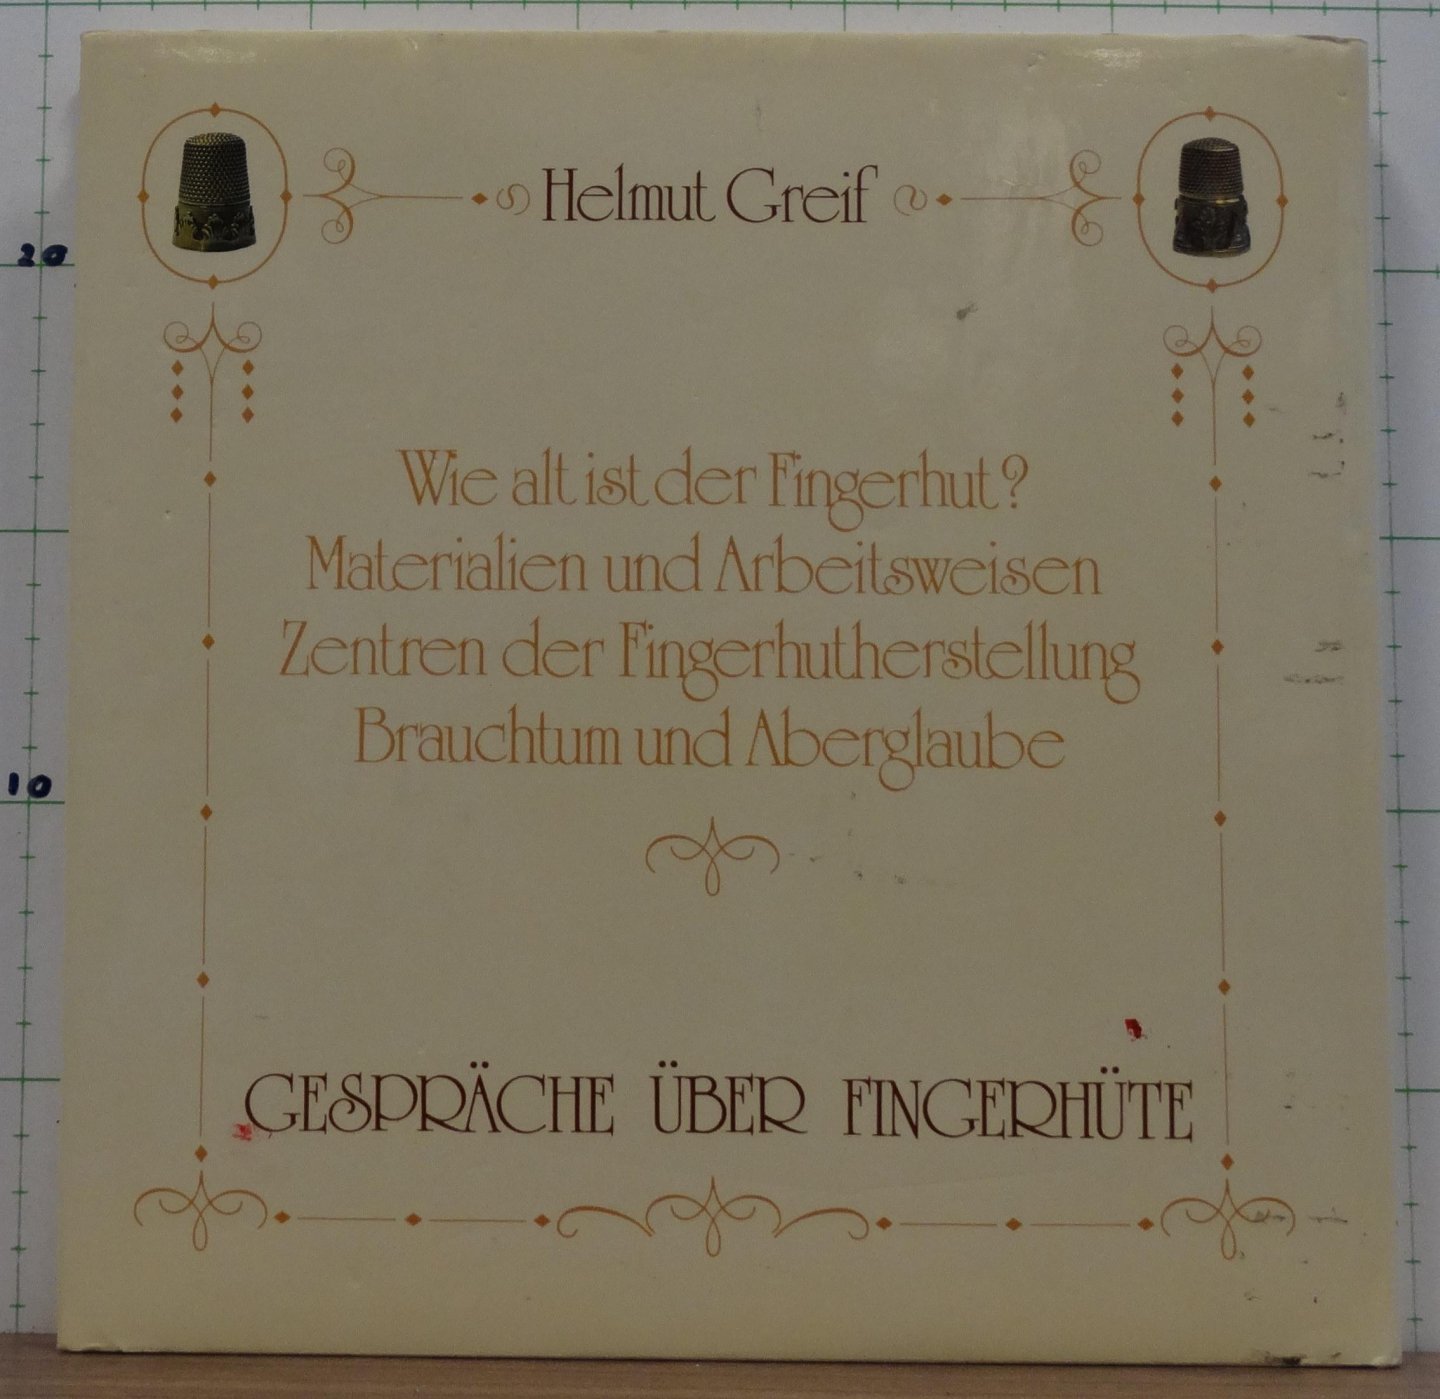 Helmut Greif
20
Wie alt ist der Fingerhut?
Materialien und Arbeitsweisen
Zentren der Fingerhutherstellung
Brauchtum und Aberglaube
10
GESPRÄCHE ÜBER FINGERHÜTE